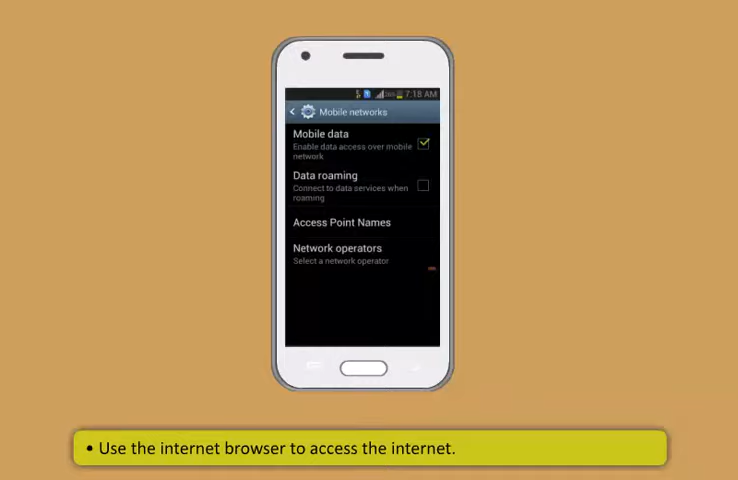 7:18 AM
Mobile networks
Mobile data
Enable data access over mobile
network
Data roaming
Connect to data services when
roaming
Access Point Names
Network operators
Select a network operator
• Use the internet browser to access the internet.